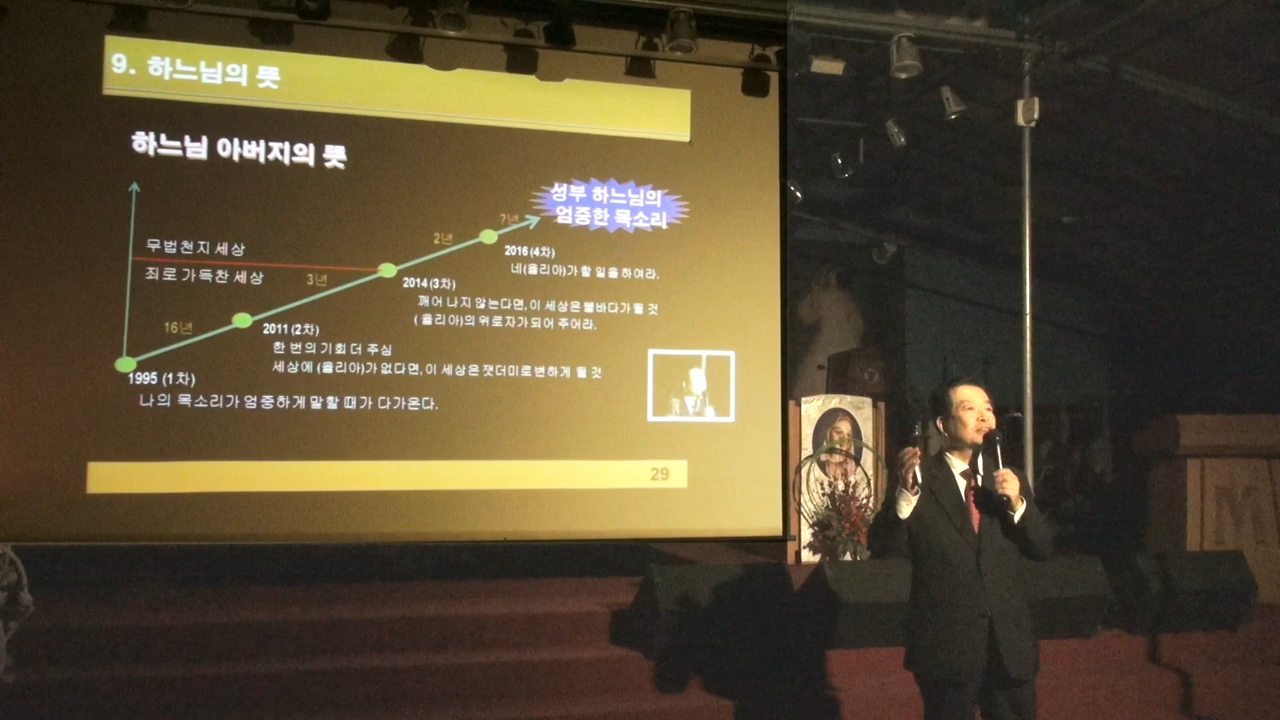 9. 하느님의 뜻
하느님 아버지의 뜻
성부 하느님의
엄중한 목소리
?년
2년
2016 (4차)
네(율리아)가 할 일을 하여라.
무법천지 세상
죄로 가득찬 세상
3년
2014 (3차)
깨어 나지 않는다면, 이 세상은 불바다가 될 것
( 율리아)의 위로자가 되어 주어라.
16년
2011 (2차)
한 번의 기회 더 주심
세상에 (율리아)가 없다면, 이 세상은 잿더미로 변하게 될 것
1995 (1차)
나의 목소리가 엄중하게 말할 때가 다가온다.
29
M